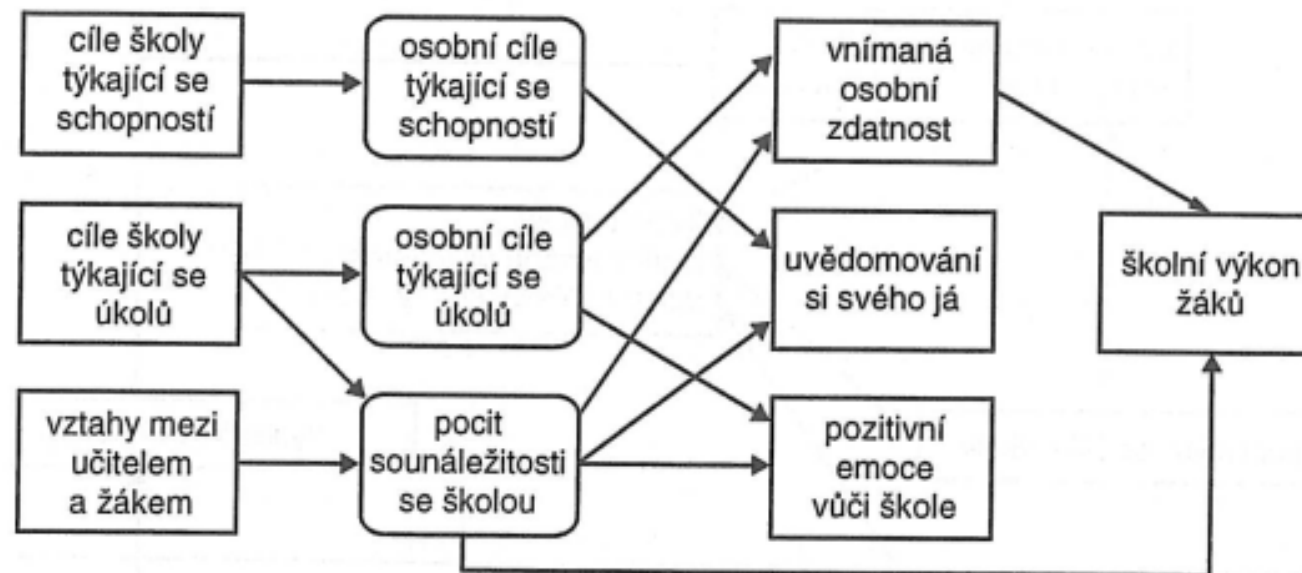 cíle školy
týkající se
schopností
osobní cíle
týkající se
schopností
vnímaná
osobní
zdatnost
cíle školy
týkající se
úkolů
osobní cíle
týkající se
úkolů
uvědomování
si svého já
školní výkon
žáků
vztahy mezi
učitelem
a žákem
pocit
sounáležitosti
se školou
pozitivní
emoce
vůči škole